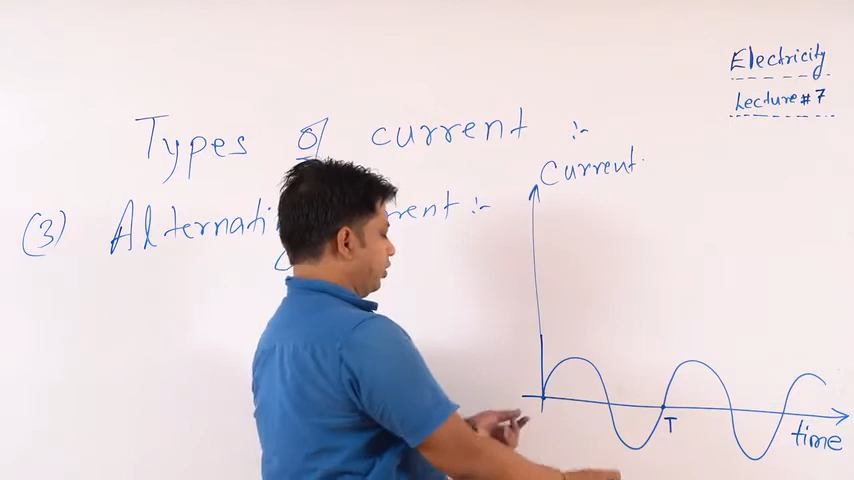 Electricity
Lecture #7
Types of current :-
(3) Alternati rent :-
Current
T
time